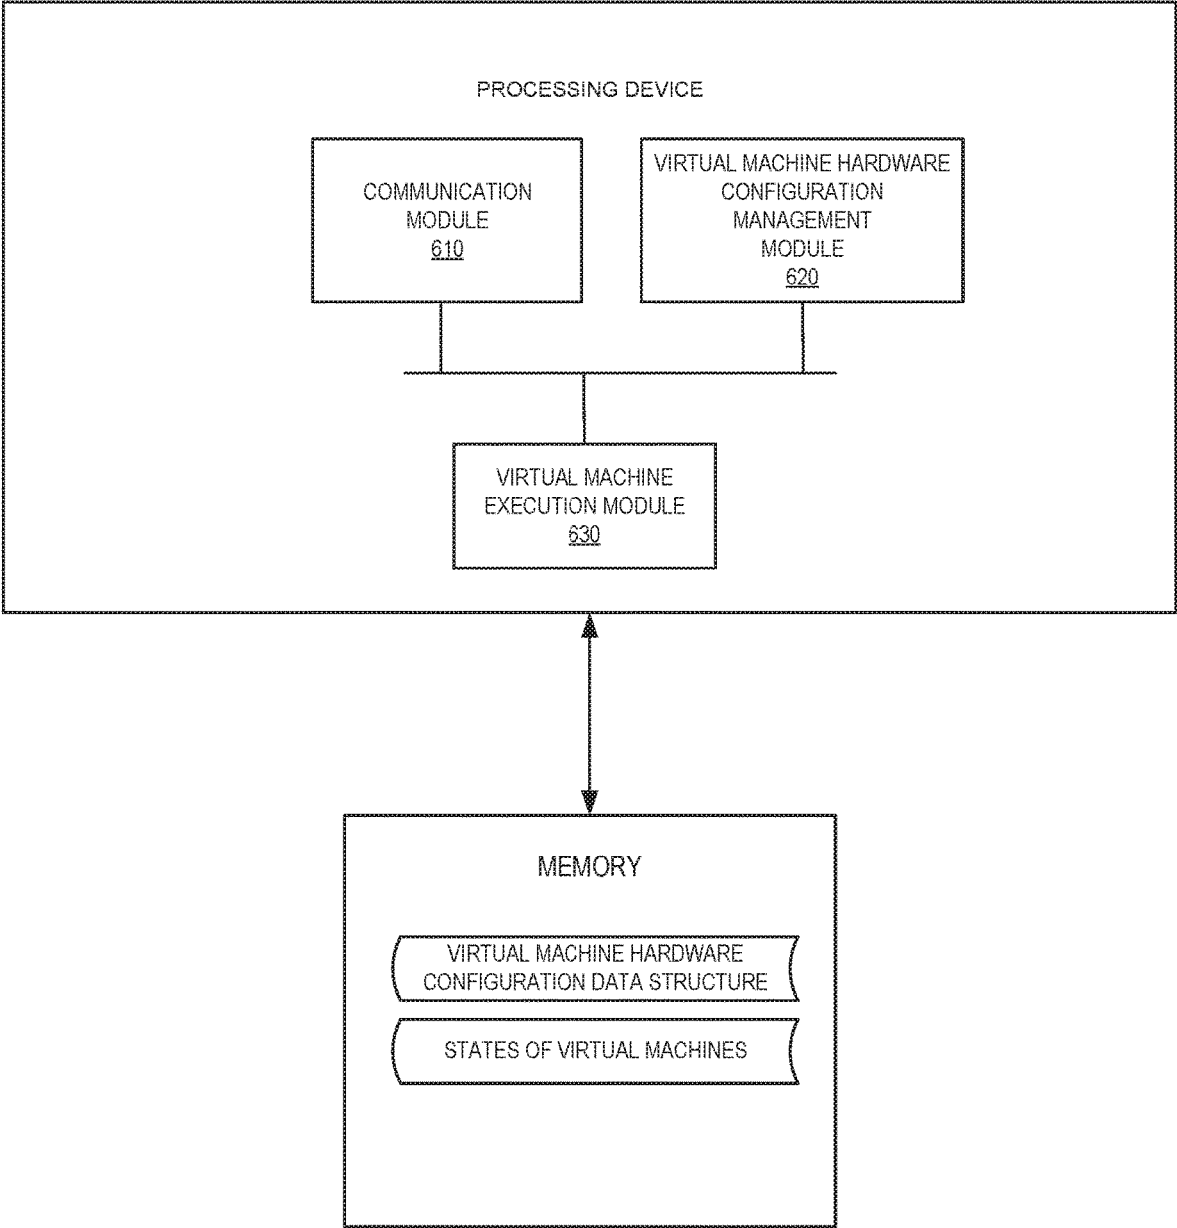 PROCESSING DEVICE
COMMUNICATION
MODULE
610
VIRTUAL MACHINE HARDWARE
CONFIGURATION
MANAGEMENT
MODULE
620
VIRTUAL MACHINE
EXECUTION MODULE
630
MEMORY
VIRTUAL MACHINE HARDWARE
CONFIGURATION DATA STRUCTURE
STATES OF VIRTUAL MACHINES